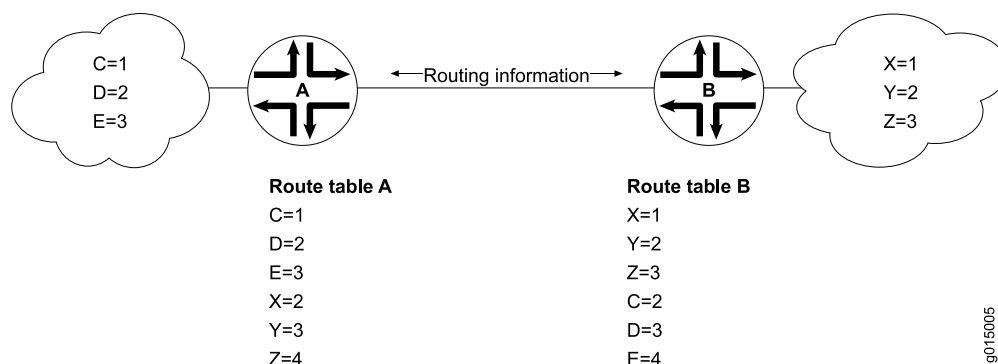 C=1
D=2
E=3
A
Routing information
B
X=1
Y=2
Z=3
Route table A
C=1
D=2
E=3
X=2
Y=3
Z=4
Route table B
X=1
Y=2
Z=3
C=2
D=3
E=4
g015005